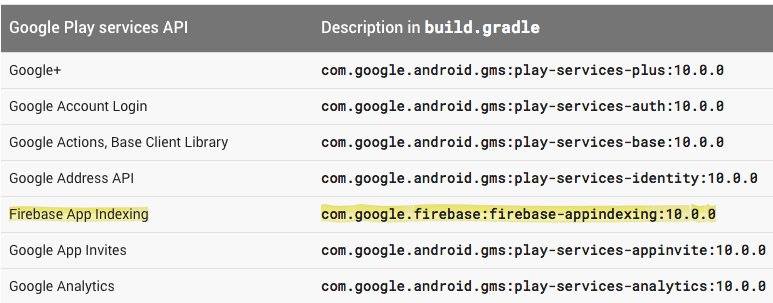 Google Play services API Description in build.gradle
Google+ com.google.android.gms:play-services-plus:10.0.0
Google Account Login com.google.android.gms:play-services-auth:10.0.0
Google Actions, Base Client Library com.google.android.gms:play-services-base:10.0.0
Google Address API com.google.android.gms:play-services-identity:10.0.0
Firebase App Indexing com.google.firebase:firebase-appindexing:10.0.0
Google App Invites com.google.android.gms:play-services-appinvite:10.0.0
Google Analytics com.google.android.gms:play-services-analytics:10.0.0